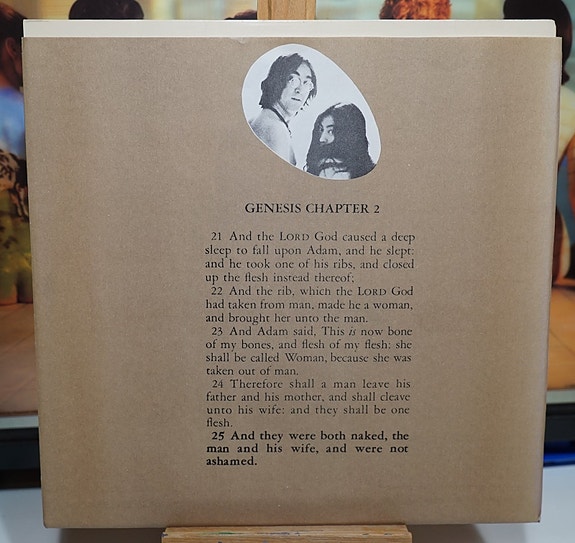 GENESIS CHAPTER 2
21 And the LORD God caused a deep
sleep to fall upon Adam, and he slept:
and he took one of his ribs, and closed
up the flesh instead thereof;
22 And the rib, which the LORD God
had taken from man, made he a woman,
and brought her unto the man.
23 And Adam said, This is now bone
of my bones, and flesh of my flesh: she
shall be called Woman, because she was
taken out of man.
24 Therefore shall a man leave his
father and his mother, and shall cleave
unto his wife: and they shall be one
flesh.
25 And they were both naked, the
man and his wife, and were not
ashamed.